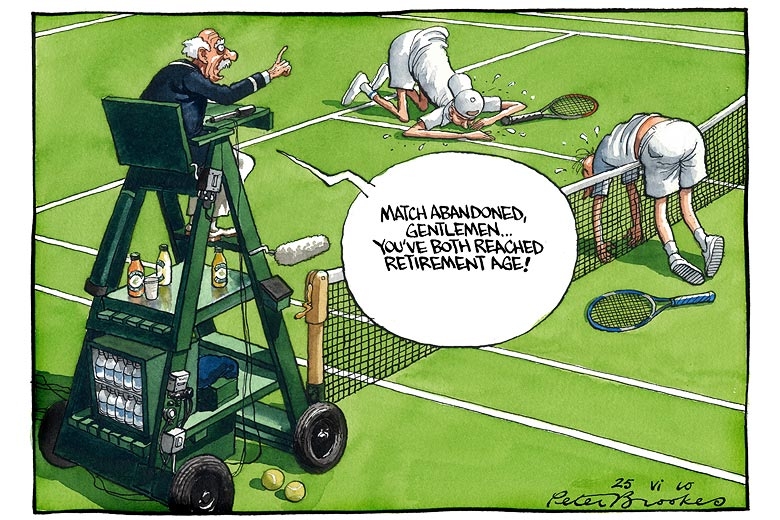 MATCH ABANDONED,
GENTLEMEN...
YOU'VE BOTH REACHED
RETIREMENT AGE!
25 vi 10
Peter Brookes